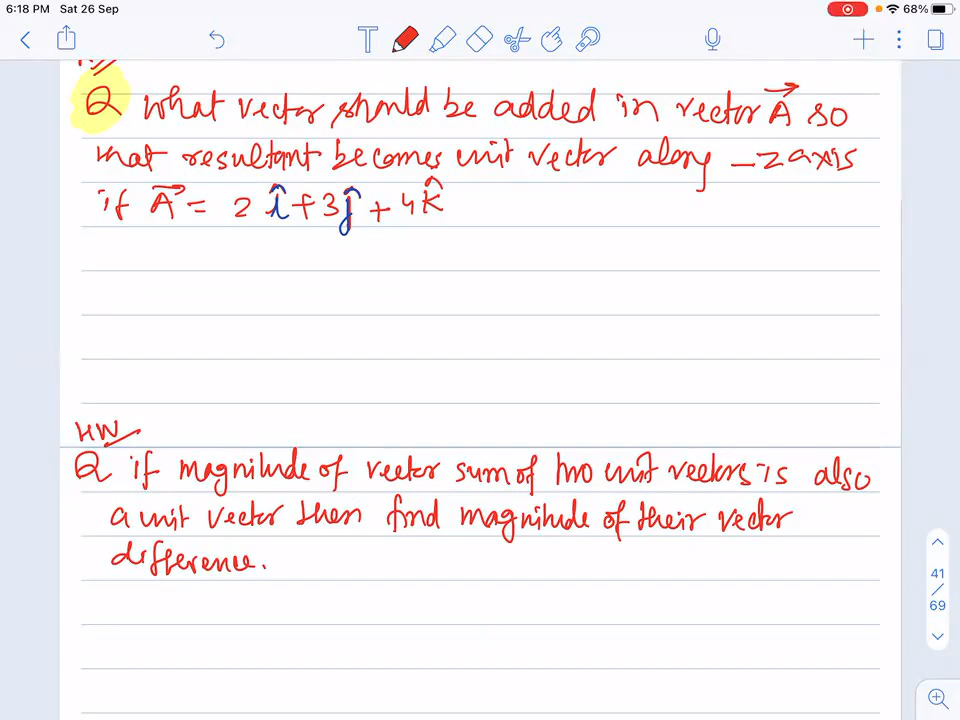 6:18 PM Sat 26 Sep
68%
T
Q What vector should be added in vector A⃗ so
that resultant becomes unit vector along -z axis
if A⃗ = 2 î + 3 ĵ + 4 k̂
HW
Q if magnitude of vector sum of two unit vectors is also
a unit vector then find magnitude of their vector
difference.
41
/
69